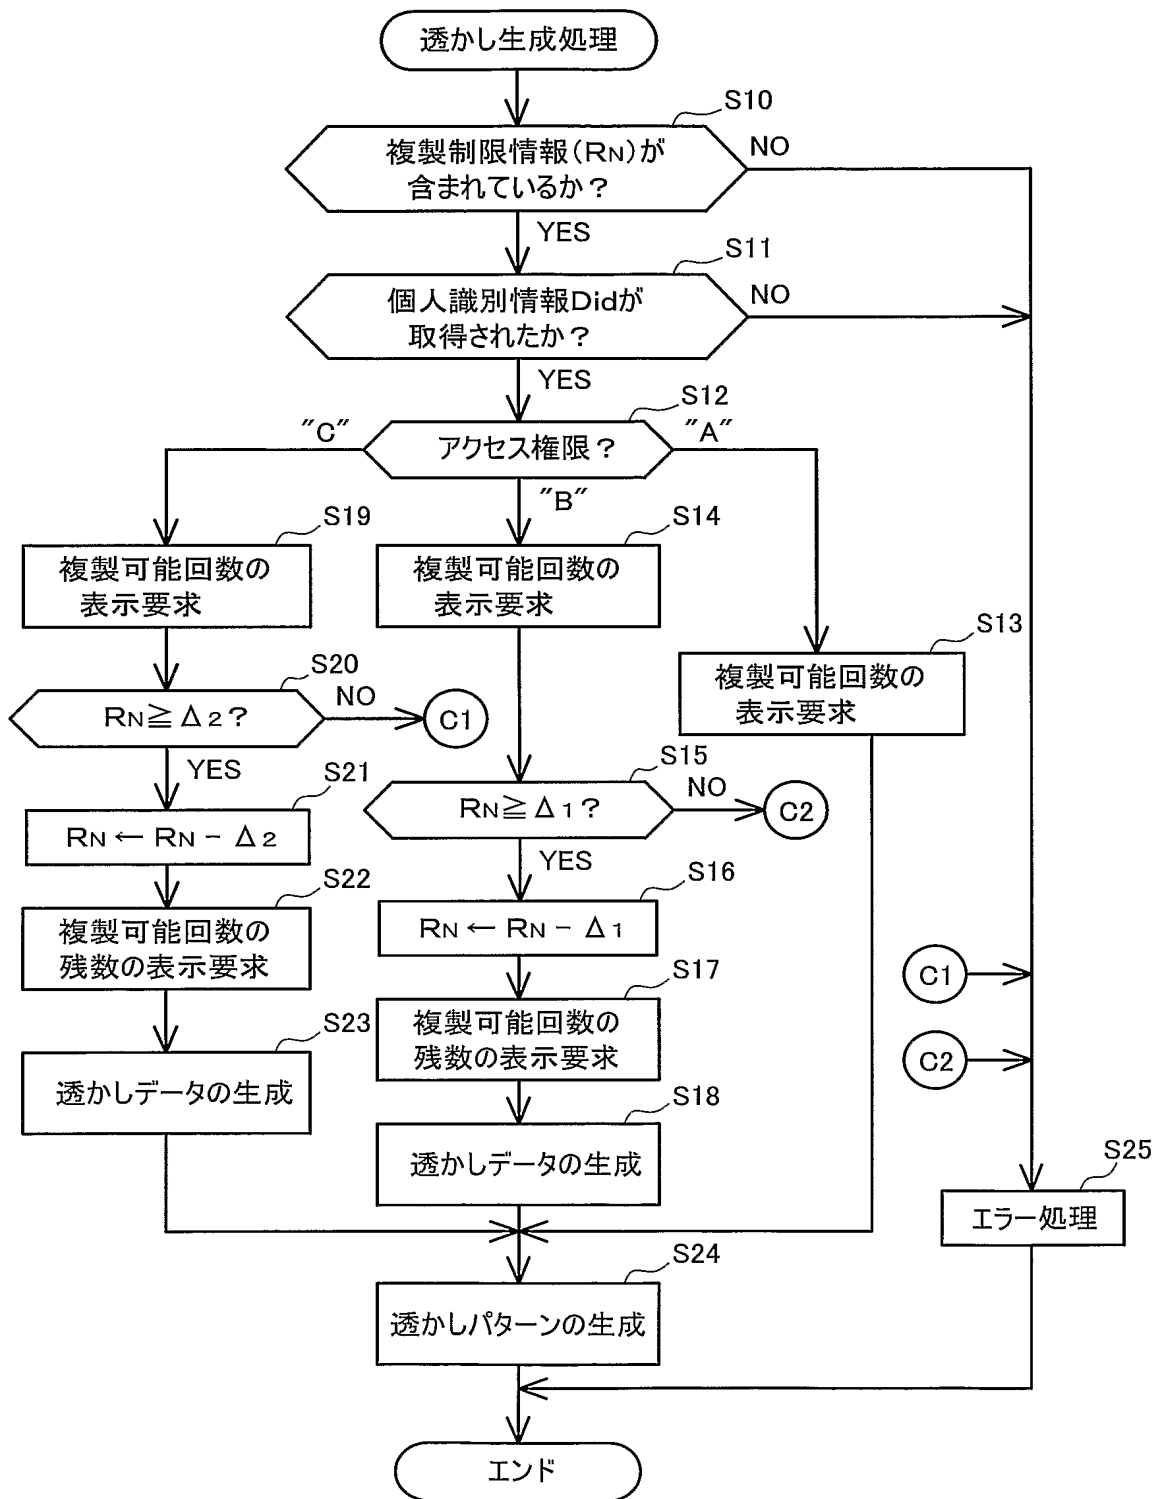 透かし生成処理
S10
複製制限情報(RN)が
含まれているか?
NO
YES
S11
個人識別情報Didが
取得されたか?
NO
YES
S12
"C"
アクセス権限?
"A"
"B"
S19
複製可能回数の
表示要求
S14
複製可能回数の
表示要求
S13
複製可能回数の
表示要求
S20
RN≧Δ2?
NO
C1
YES
S15
RN≧Δ1?
NO
C2
YES
S21
RN←RN-Δ2
S16
RN←RN-Δ1
S22
複製可能回数の
残数の表示要求
S17
複製可能回数の
残数の表示要求
C1
C2
S23
透かしデータの生成
S18
透かしデータの生成
S25
エラー処理
S24
透かしパターンの生成
エンド